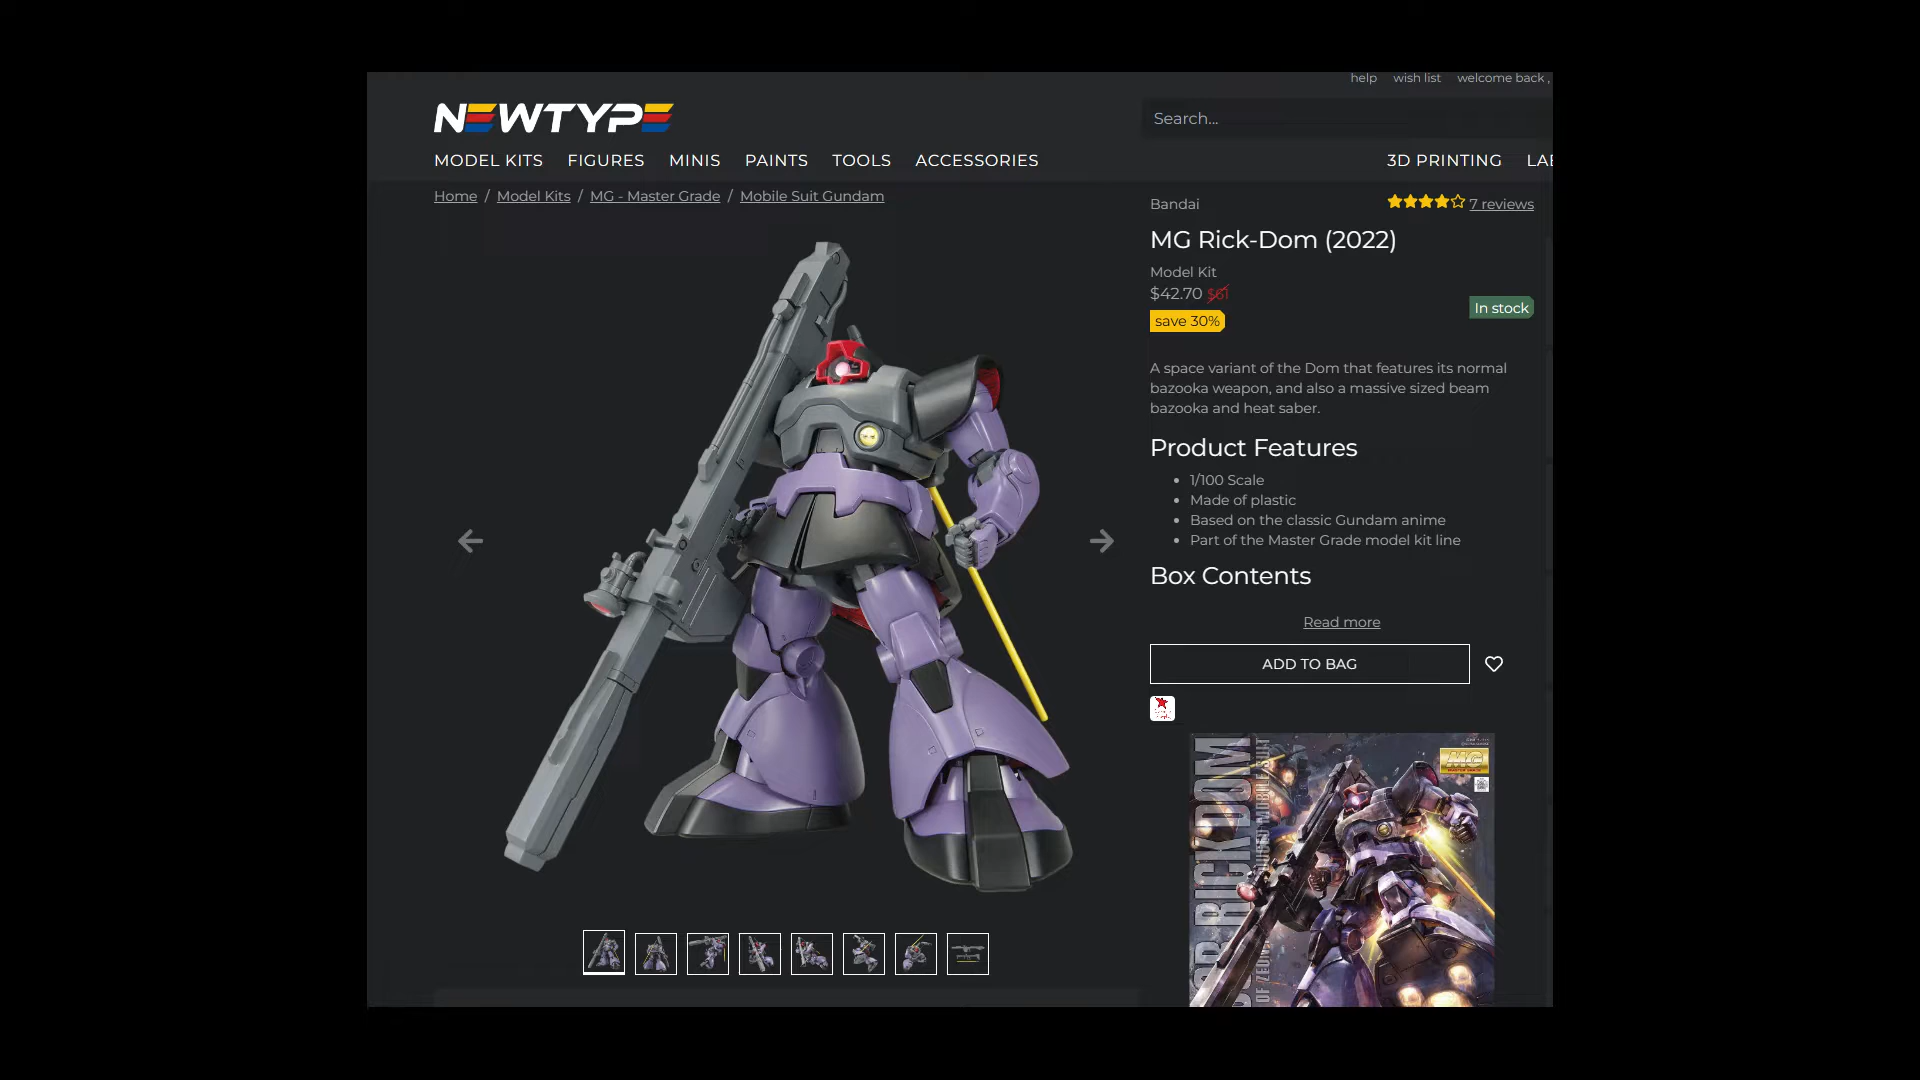 help wish list welcome back ,
NEWTYPE
Search...
MODEL KITS FIGURES MINIS PAINTS TOOLS ACCESSORIES 3D PRINTING
Home / Model Kits / MG - Master Grade / Mobile Suit Gundam
Bandai 7 reviews
MG Rick-Dom (2022)
Model Kit
$42.70 $61
In stock
save 30%
A space variant of the Dom that features its normal
bazooka weapon, and also a massive sized beam
bazooka and heat saber.
Product Features
1/100 Scale
Made of plastic
Based on the classic Gundam anime
Part of the Master Grade model kit line
Box Contents
Read more
ADD TO BAG
MG
RICK DOM